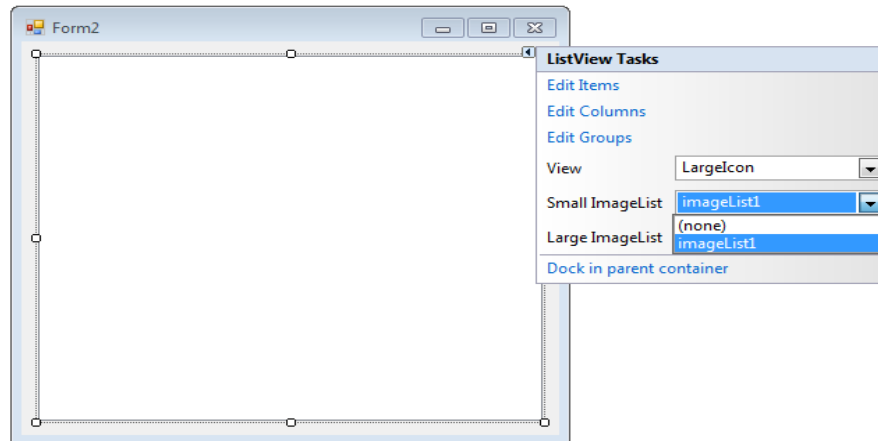 Form2
ListView Tasks
Edit Items
Edit Columns
Edit Groups
View LargeIcon
Small ImageList imageList1
(none)
Large ImageList imageList1
Dock in parent container